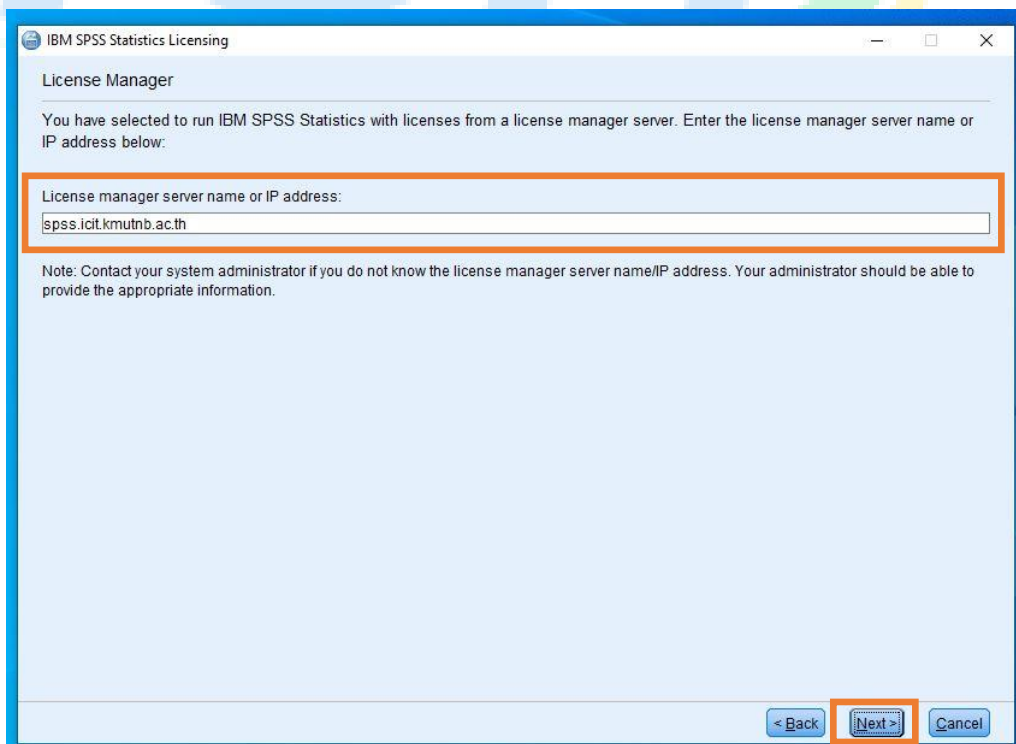 IBM SPSS Statistics Licensing
License Manager
You have selected to run IBM SPSS Statistics with licenses from a license manager server. Enter the license manager server name or
IP address below:
License manager server name or IP address:
spss.icit.kmutnb.ac.th
Note: Contact your system administrator if you do not know the license manager server name/IP address. Your administrator should be able to
provide the appropriate information.
< Back Next > Cancel